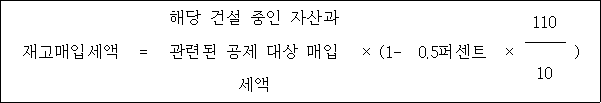 해당 건설 중인 자산과
재고매입세액 = 관련된 공제 대상 매입 × (1- 0.5퍼센트 × 110/10 )
세액